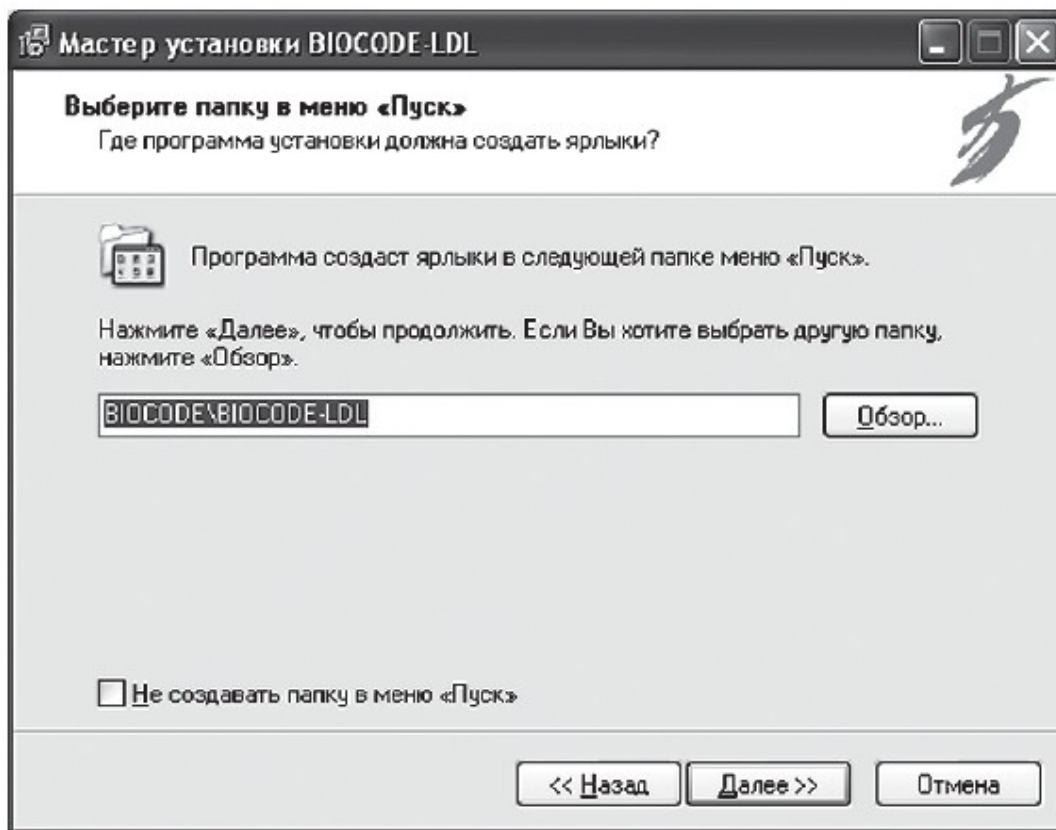 Мастер установки BIOCODE-LDL
Выберите папку в меню «Пуск»
Где программа установки должна создать ярлыки?
Программа создаст ярлыки в следующей папке меню «Пуск».
Нажмите «Далее», чтобы продолжить. Если Вы хотите выбрать другую папку,
нажмите «Обзор».
BIOCODE\BIOCODE-LDL
Обзор...
Не создавать папку в меню «Пуск»
<< Назад
Далее >>
Отмена